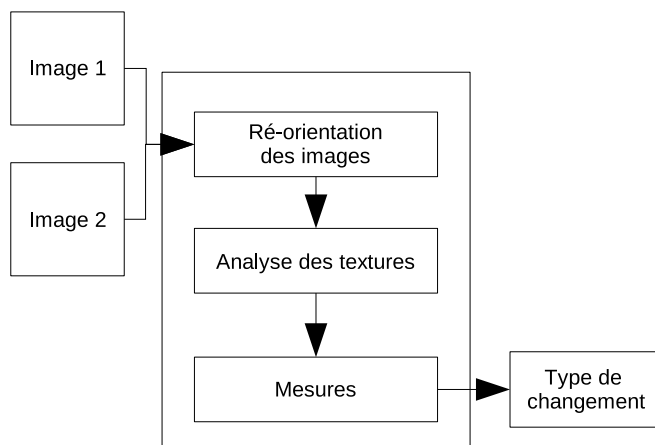 Image 1
Image 2
Ré-orientation
des images
Analyse des textures
Mesures
Type de
changement